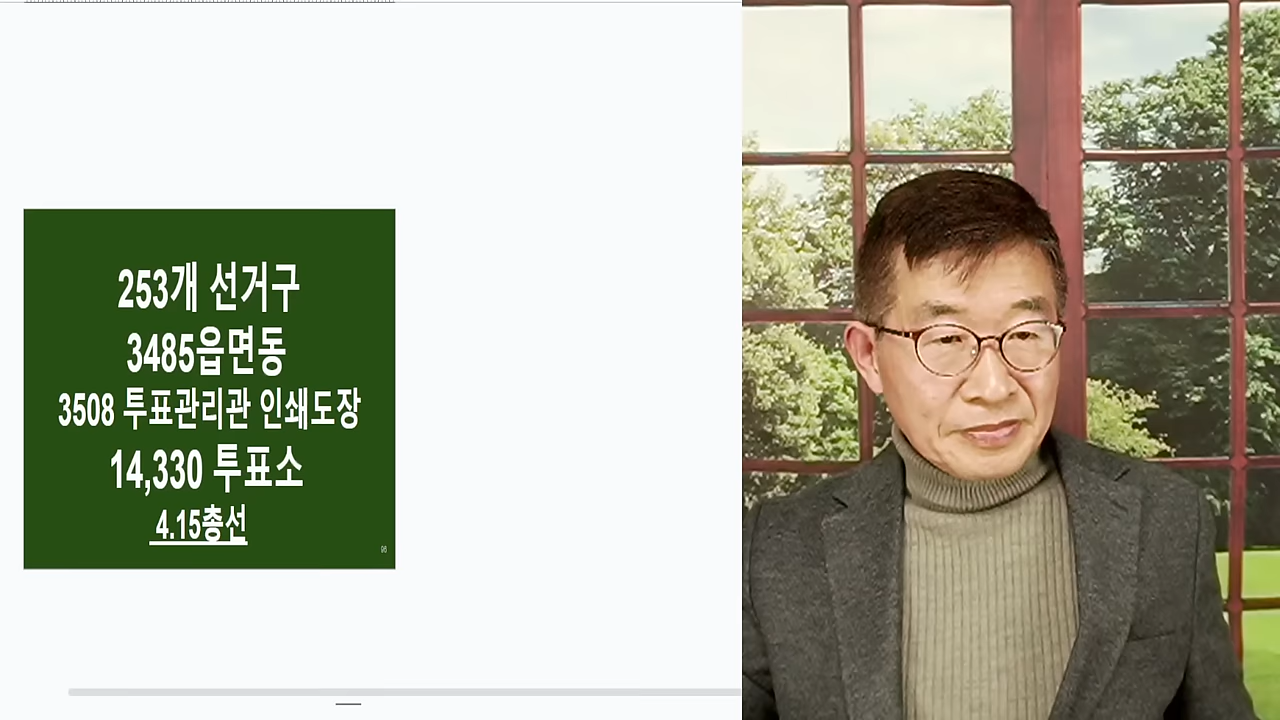 253개 선거구
3485읍면동
3508 투표관리관 인쇄도장
14,330 투표소
4.15총선